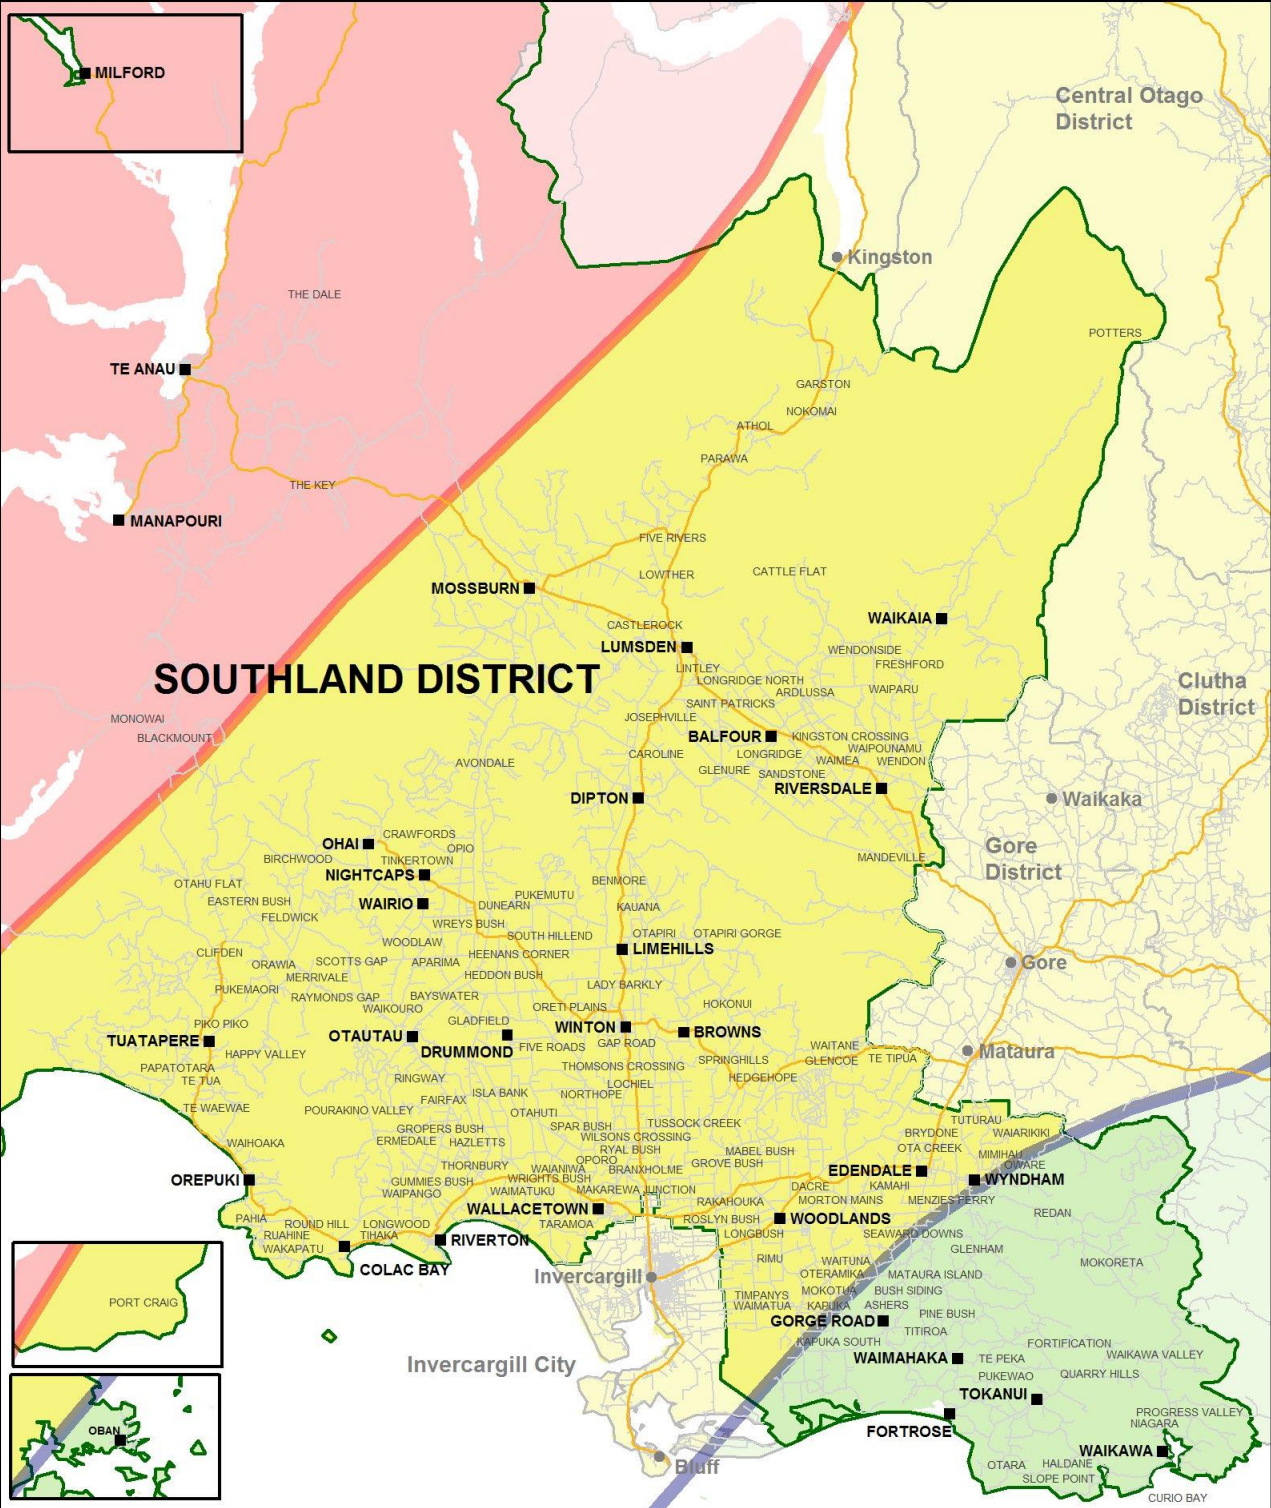 MILFORD
Central Otago
District
Kingston
THE DALE
POTTERS
TE ANAU
GARSTON
NOKOMAI
ATHOL
PARAWA
THE KEY
MANAPOURI
FIVE RIVERS
LOWTHER
CATTLE FLAT
MOSSBURN
WAIKAIA
CASTLEROCK
LUMSDEN
WENDONSIDE
FRESHFORD
SOUTHLAND DISTRICT
LINTLEY
LONGRIDGE NORTH
ARDLUSSA
WAIPARU
Clutha
District
SAINT PATRICKS
MONOWAI
JOSEPHVILLE
BLACKMOUNT
BALFOUR
KINGSTON CROSSING
WAIPOUNAMU
CAROLINE
LONGRIDGE
WAIMEA
WENDON
AVONDALE
GLENURE
SANDSTONE
RIVERSDALE
DIPTON
Waikaka
CRAWFORDS
OHAI
OPIO
Gore
District
BIRCHWOOD
TINKERTOWN
MANDEVILLE
NIGHTCAPS
OTAHU FLAT
BENMORE
EASTERN BUSH
WAIRIO
PUKEMUTU
DUNEARN
KAUANA
FELDWICK
WREYS BUSH
SOUTH HILLEND
OTAPIRI
OTAPIRI GORGE
WOODLAW
LIMEHILLS
CLIFDEN
HEENANS CORNER
ORAWIA
SCOTTS GAP
APARIMA
Gore
MERRIVALE
HEDDON BUSH
LADY BARKLY
PUKEMAORI
RAYMONDS GAP
BAYSWATER
WAIKOURO
ORETI PLAINS
HOKONUI
PIKO PIKO
GLADFIELD
WINTON
BROWNS
TUATAPERE
OTAUTAU
DRUMMOND
FIVE ROADS
GAP ROAD
WAITANE
HAPPY VALLEY
SPRINGHILLS
GLENCOE
TE TIPUA
Mataura
PAPATOTARA
THOMSONS CROSSING
TE TUA
RINGWAY
LOCHIEL
HEDGEHOPE
ISLA BANK
NORTHOPE
FAIRFAX
TE WAEWAE
POURAKINO VALLEY
OTAHUTI
TUSSOCK CREEK
TUTURAU
GROPERS BUSH
SPAR BUSH
WILSONS CROSSING
BRYDONE
WAIARIKIKI
WAIHOAKA
ERMEDALE
HAZLETTS
RYAL BUSH
MABEL BUSH
OTA CREEK
MIMIHAU
OPORO
GROVE BUSH
THORNBURY
WAIANIWA
BRANXHOLME
EDENDALE
OWARE
OREPUKI
GUMMIES BUSH
WRIGHTS BUSH
DACRE
KAMAHI
WYNDHAM
WAIPANGO
WAIMATUKU
MAKAREWA JUNCTION
RAKAHOUKA
MORTON MAINS
MENZIES FERRY
WALLACETOWN
REDAN
PAHIA
ROUND HILL
LONGWOOD
TARAMOA
ROSLYN BUSH
WOODLANDS
RUAHINE
TIHAKA
RIVERTON
LONGBUSH
SEAWARD DOWNS
WAKAPATU
GLENHAM
COLAC BAY
RIMU
WAITUNA
MOKORETA
Invercargill
OTERAMIKA
MATAURA ISLAND
PORT CRAIG
TIMPANYS
MOKOTUA
BUSH SIDING
WAIMATUA
KAPUKA
ASHERS
GORGE ROAD
PINE BUSH
TITIROA
KAPUKA SOUTH
FORTIFICATION
Invercargill City
WAIMAHAKA
TE PEKA
WAIKAWA VALLEY
PUKEWAO
QUARRY HILLS
TOKANUI
OBAN
FORTROSE
PROGRESS VALLEY
NIAGARA
WAIKAWA
Bluff
OTARA
HALDANE
SLOPE POINT
CURIO BAY